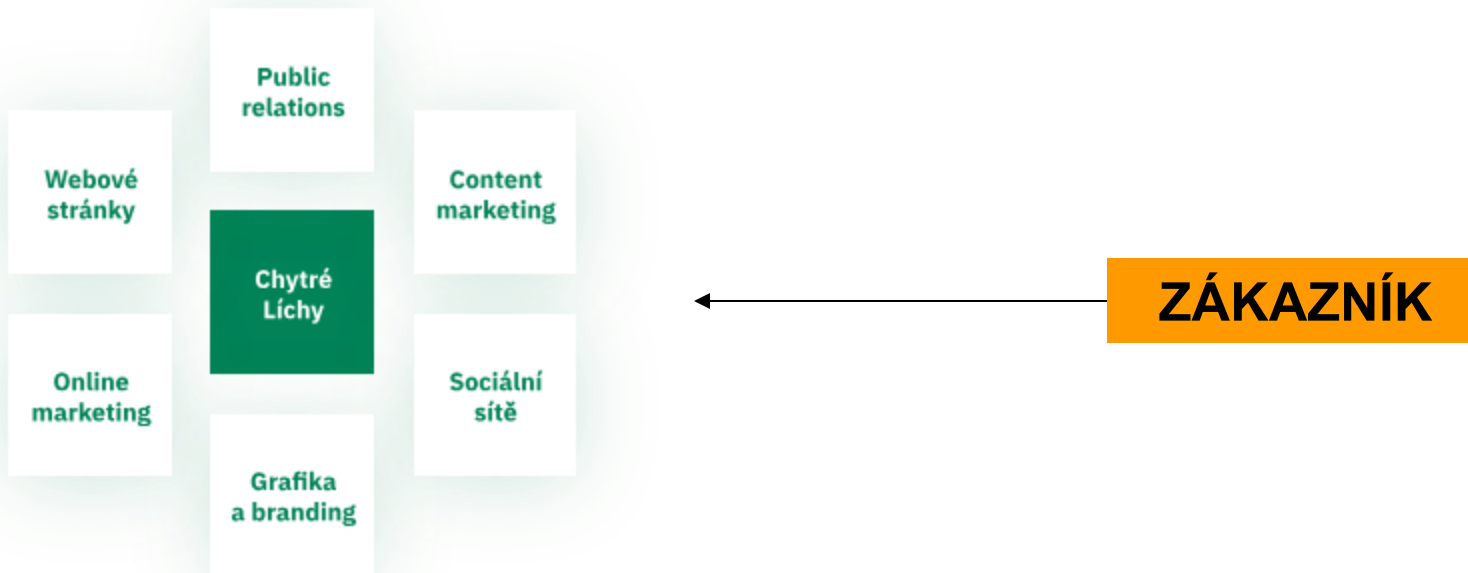 Public
relations
Webové
stránky
Content
marketing
Chytré
Líchy
ZÁKAZNÍK
Online
marketing
Sociální
sítě
Grafika
a branding